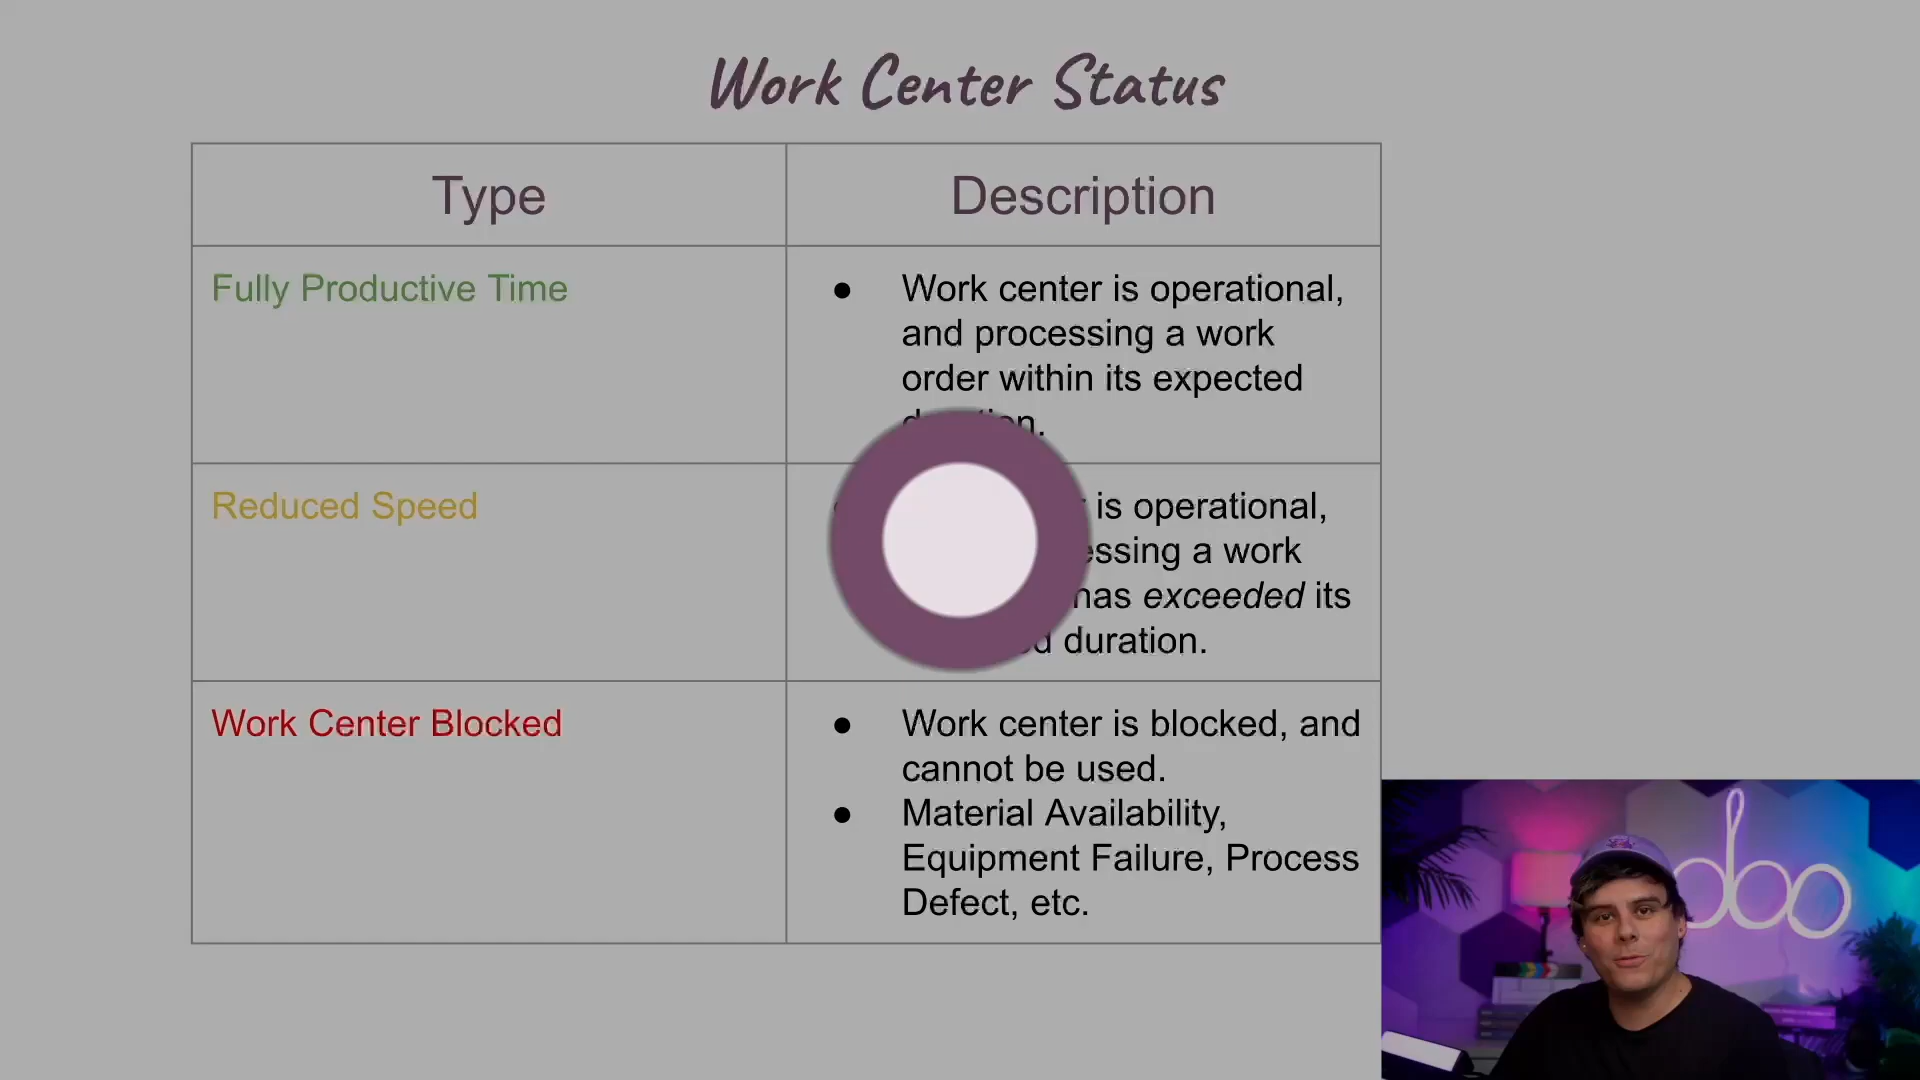 Work Center Status
Type
Description
Fully Productive Time
● Work center is operational,
and processing a work
order within its expected
Reduced Speed
is operational,
a work
has exceeded its
duration.
Work Center Blocked
● Work center is blocked, and
cannot be used.
● Material Availability,
Equipment Failure, Process
Defect, etc.
odoo